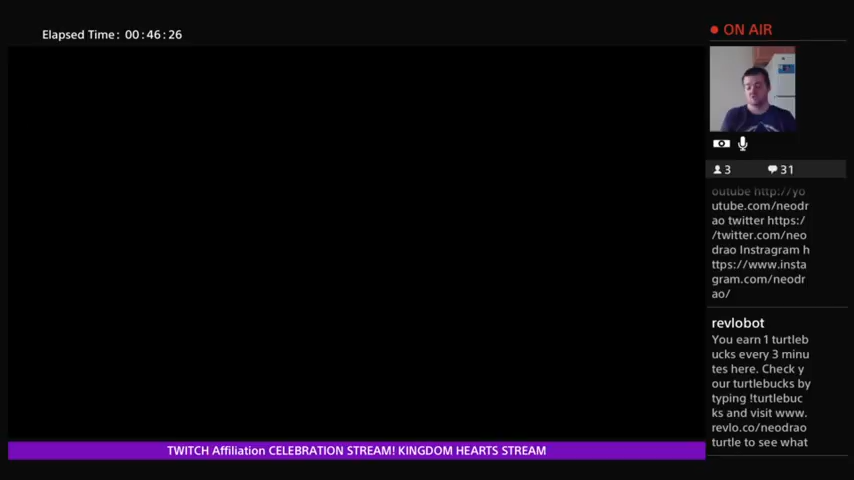 Elapsed Time: 00:46:26
ON AIR
3
31
outube http://yo
utube.com/neodr
ao twitter https:/
/twitter.com/neo
drao Instragram h
ttps://www.insta
gram.com/neodr
ao/
revlobot
You earn 1 turtleb
ucks every 3 minu
tes here. Check y
our turtlebucks by
typing !turtlebuc
ks and visit www.
revlo.co/neodrao
turtle to see what
TWITCH Affiliation CELEBRATION STREAM! KINGDOM HEARTS STREAM